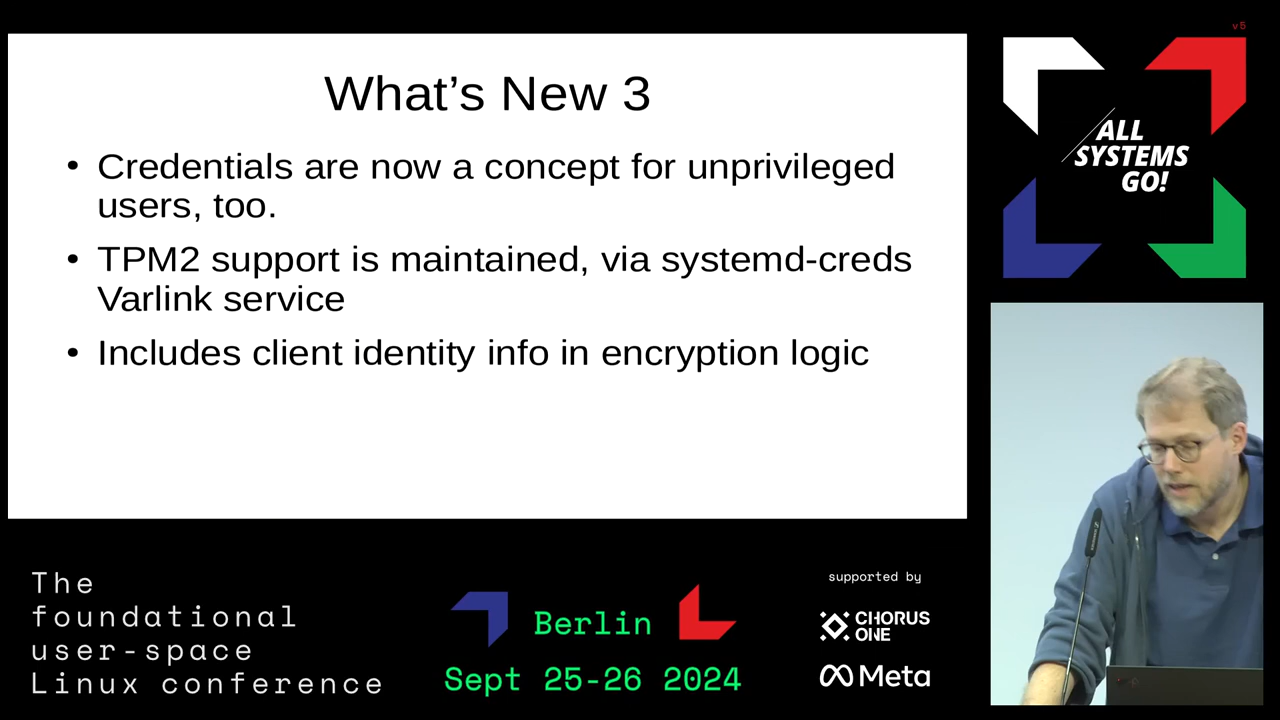 v5
What's New 3
• Credentials are now a concept for unprivileged
users, too.
• TPM2 support is maintained, via systemd-creds
Varlink service
• Includes client identity info in encryption logic
ALL
SYSTEMS
GO!
The
foundational
user-space
Linux conference
Berlin
Sept 25-26 2024
supported by
CHORUS
ONE
Meta